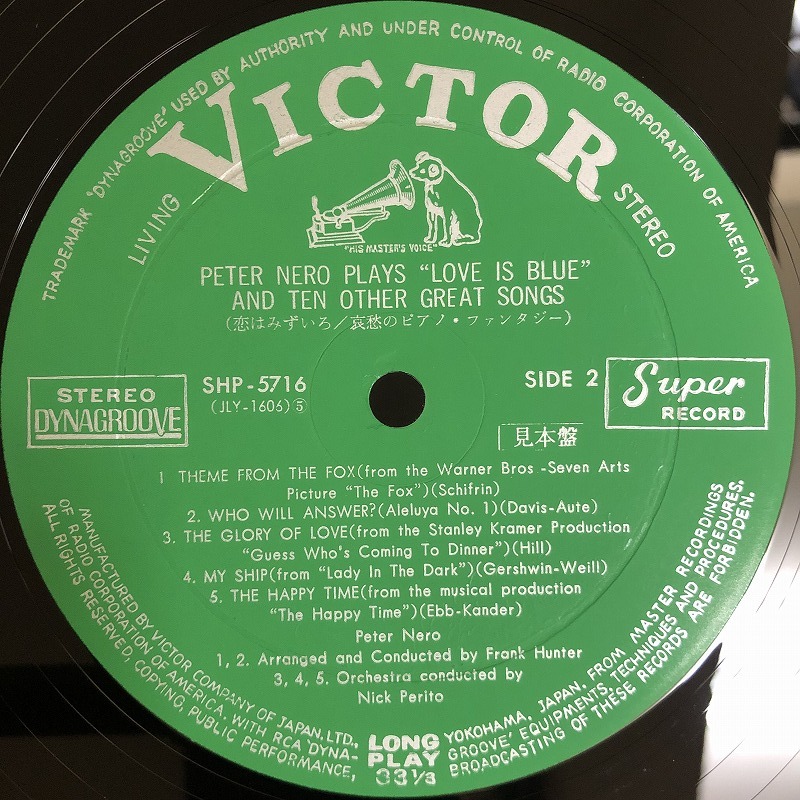 TRADEMARK 'DYNAGROOVE' USED BY AUTHORITY AND UNDER CONTROL OF RADIO CORPORATION OF AMERICA
LIVING VICTOR STEREO
"HIS MASTER'S VOICE"
PETER NERO PLAYS “LOVE IS BLUE”
AND TEN OTHER GREAT SONGS
(恋はみずいろ/哀愁のピアノ・ファンタジー)
STEREO
DYNAGROOVE
SHP-5716
(JLY-1606)⑤
SIDE 2
Super
RECORD
見本盤
1 THEME FROM THE FOX(from the Warner Bros -Seven Arts
Picture “The Fox”)(Schifrin)
2. WHO WILL ANSWER?(Aleluya No. 1)(Davis-Aute)
3. THE GLORY OF LOVE(from the Stanley Kramer Production
“Guess Who's Coming To Dinner”)(Hill)
4. MY SHIP(from “Lady In The Dark”)(Gershwin-Weill)
5. THE HAPPY TIME(from the musical production
“The Happy Time”)(Ebb-Kander)
Peter Nero
1, 2. Arranged and Conducted by Frank Hunter
3, 4, 5. Orchestra conducted by
Nick Perito
MANUFACTURED BY VICTOR COMPANY OF JAPAN, LTD., YOKOHAMA, JAPAN, FROM MASTER RECORDINGS
OF RADIO CORPORATION OF AMERICA, WITH RCA 'DYNA-GROOVE' EQUIPMENTS, TECHNIQUES AND PROCEDURES.
ALL RIGHTS RESERVED, COPYING, PUBLIC PERFORMANCE, BROADCASTING OF THESE RECORDS ARE FORBIDDEN.
LONG
PLAY
33⅓